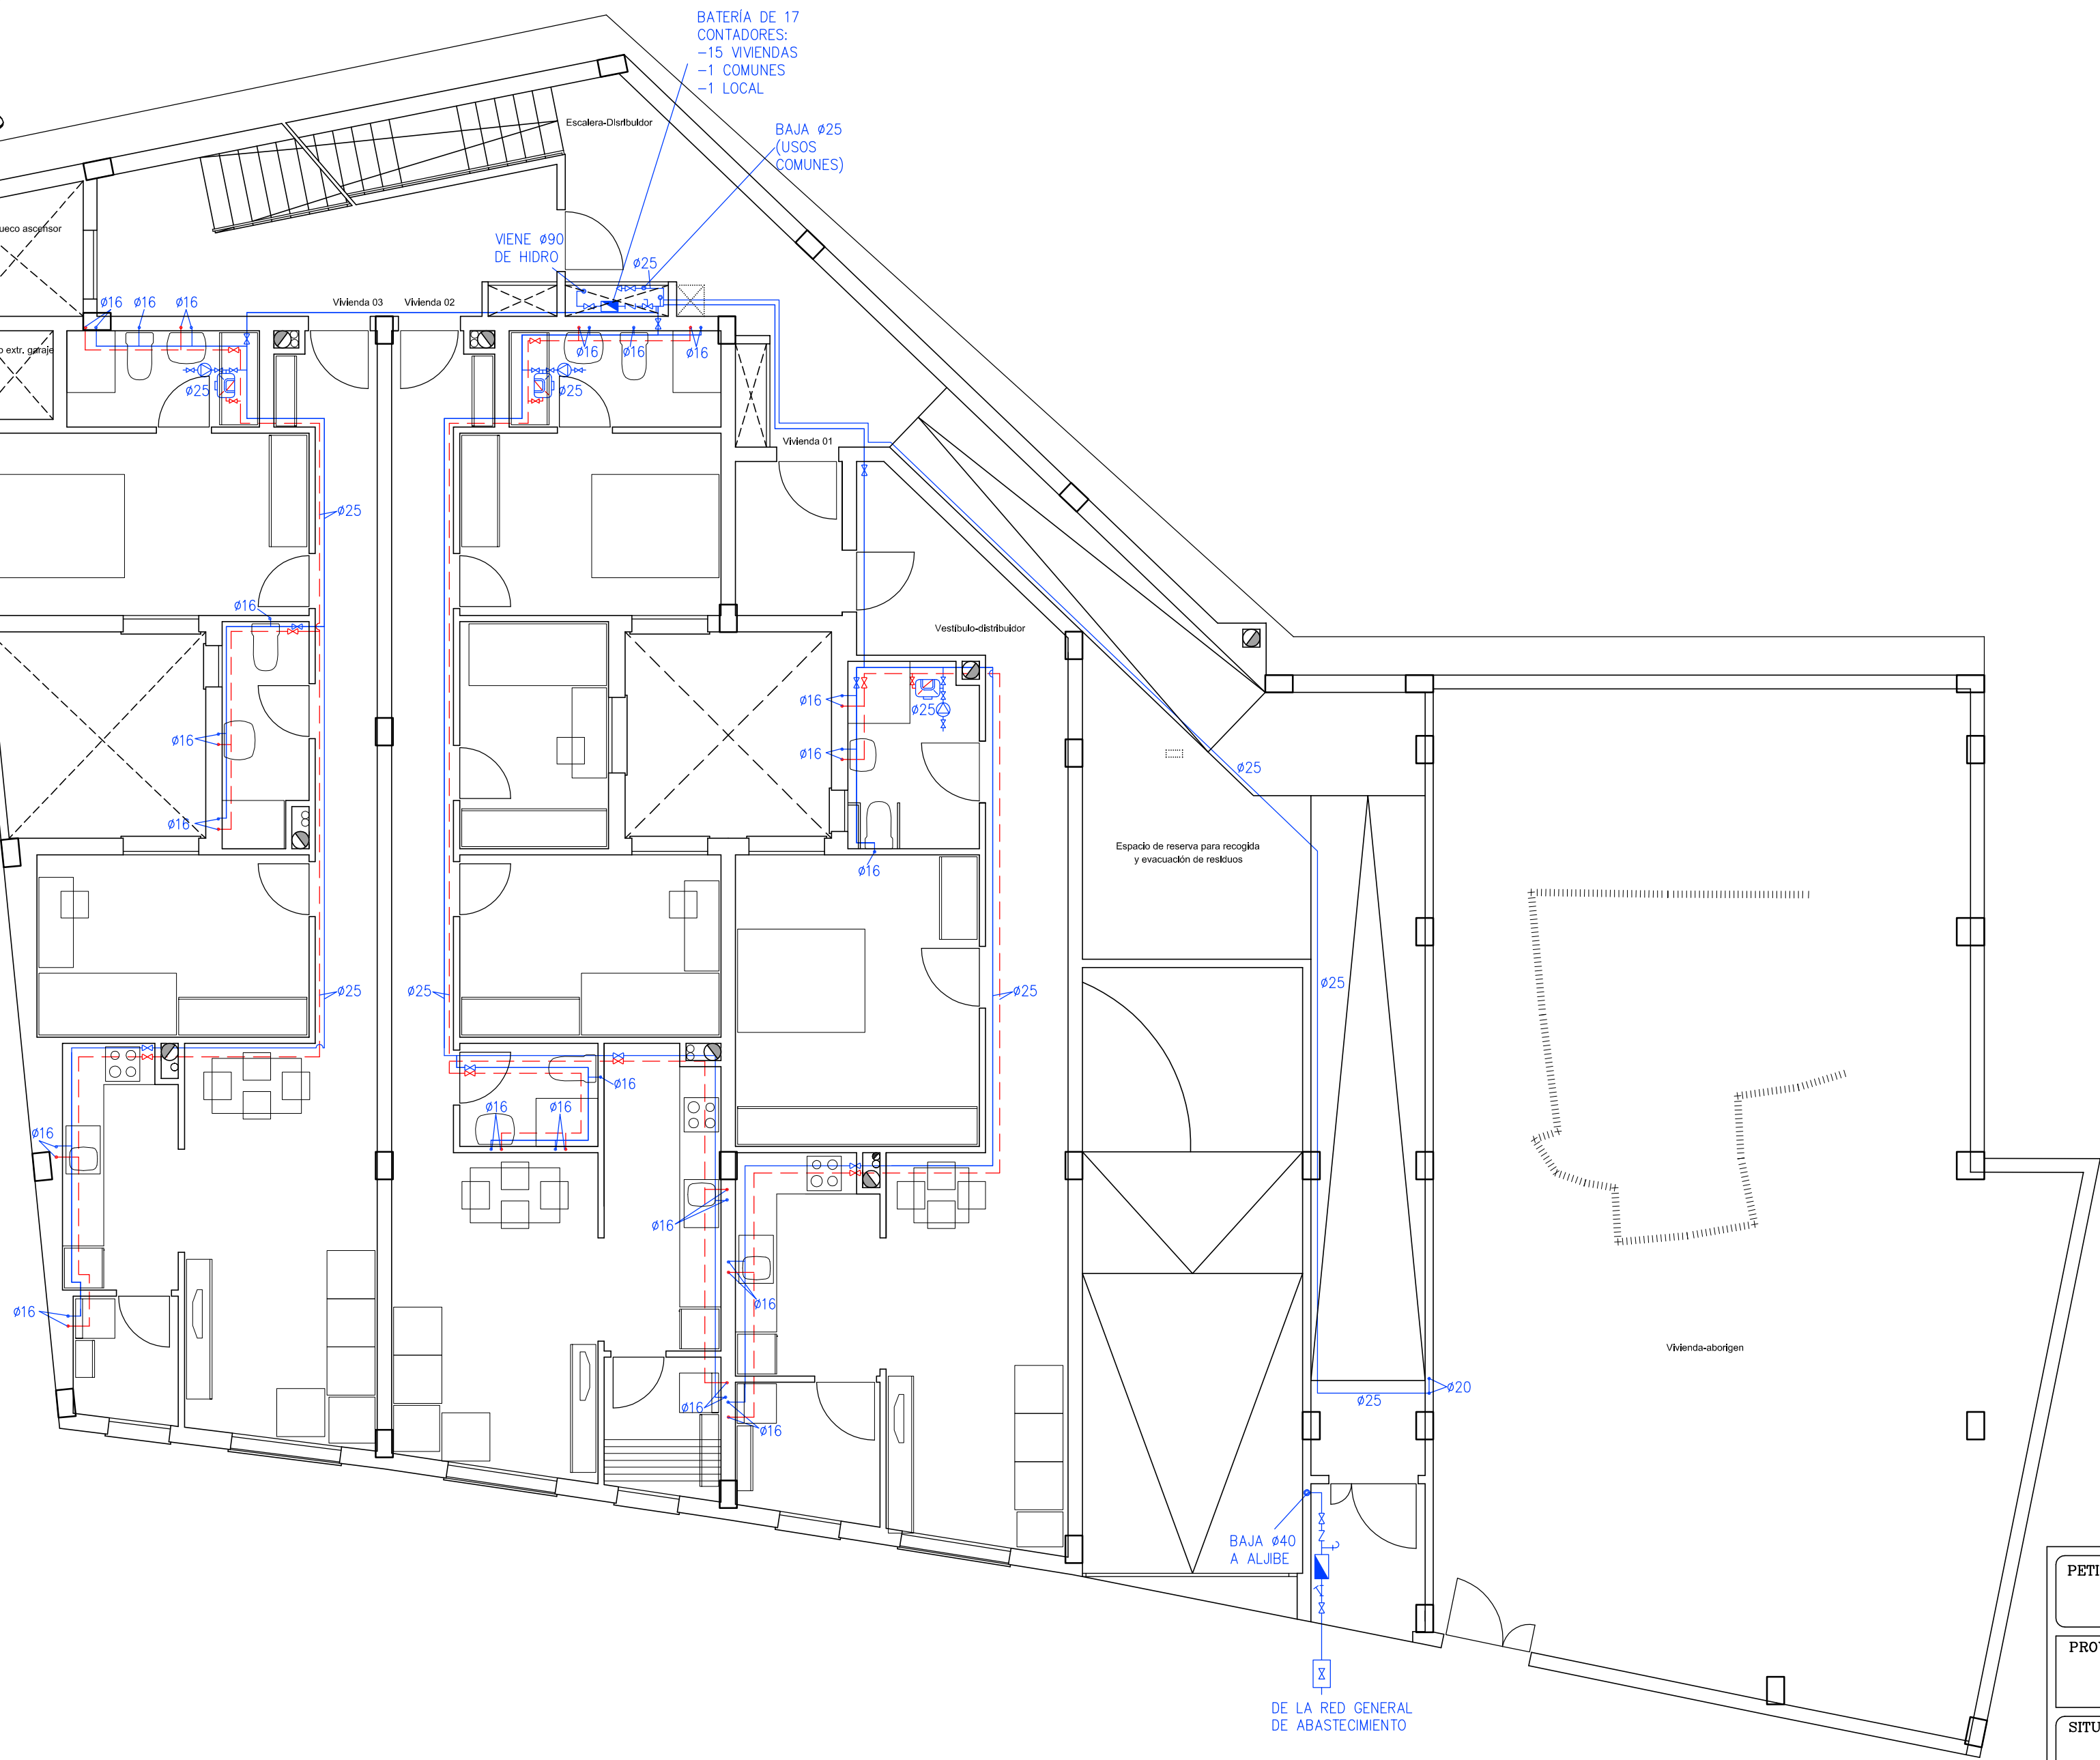 BATERÍA DE 17
CONTADORES:
-15 VIVIENDAS
-1 COMUNES
-1 LOCAL
Escalera-Distribuidor
BAJA ø25
(USOS
COMUNES)
ueco ascensor
VIENE ø90
DE HIDRO
ø25
Vivienda 03
Vivienda 02
ø16
ø16
ø16
o extr. garaje
ø16
ø16
ø16
ø25
ø25
Vivienda 01
ø25
ø16
Vestíbulo-distribuidor
ø16
ø25
ø16
ø16
ø25
ø16
Espacio de reserva para recogida
y evacuación de residuos
ø16
ø25
ø25
ø25
ø25
ø16
ø16
ø16
ø16
ø16
ø16
ø16
Vivienda-aborigen
ø20
ø25
ø16
ø16
BAJA ø40
A ALJIBE
DE LA RED GENERAL
DE ABASTECIMIENTO
PETI
PRO
SITU